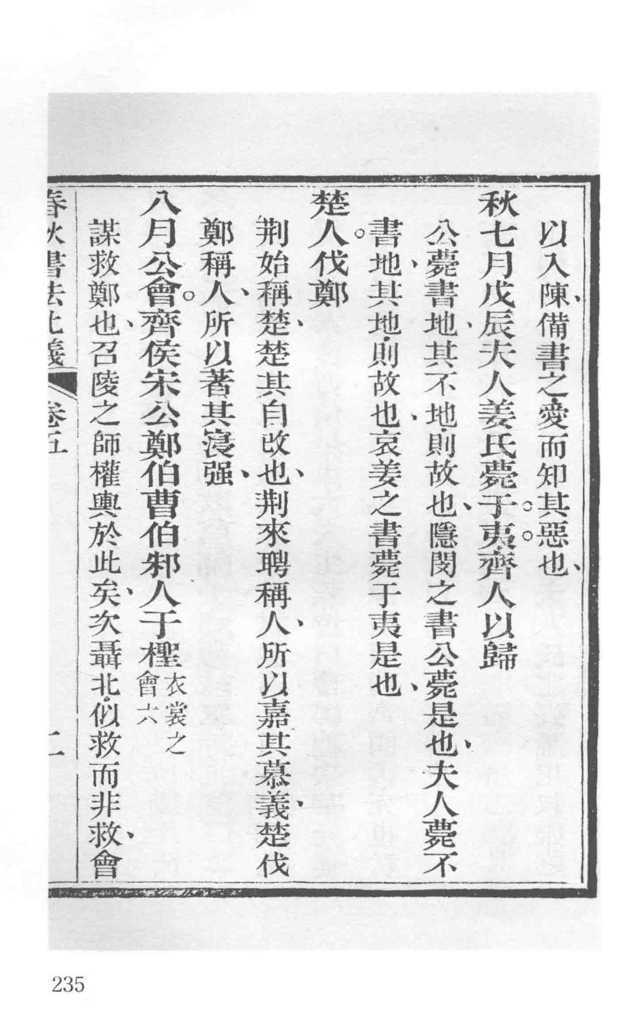 以入陳備書之愛而知其惡也
秋七月戊辰夫人姜氏薨于夷齊人以歸
公薨書地其不地則故也隱閔之書公薨是也夫人薨不
書地其地則故也哀姜之書薨于夷是也
楚人伐鄭
荆始稱楚楚其自改也荆來聘稱人所以嘉其慕義楚伐
鄭稱人所以著其寖强
八月公會齊侯宋公鄭伯曹伯邾人于檉
衣裳之
會六
謀救鄭也召陵之師權輿於此矣次聶北似救而非救會
春秋書法比義
卷五
二
235